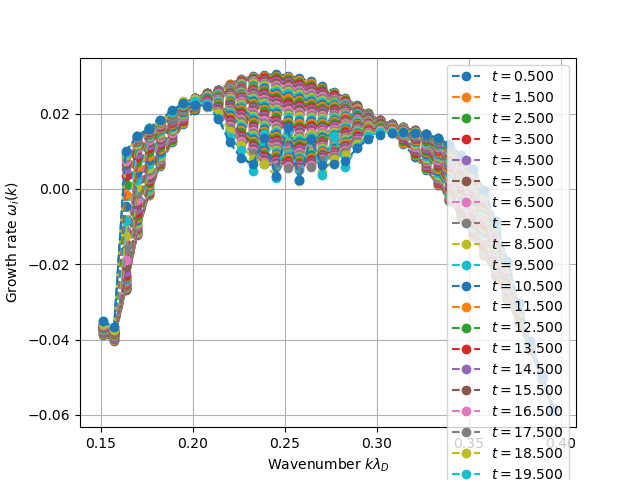 0.02
0.00
−0.02
−0.04
−0.06
Growth rate ω_i(k)
0.15
0.20
0.25
0.30
0.35
0.40
Wavenumber kλ_D
t = 0.500
t = 1.500
t = 2.500
t = 3.500
t = 4.500
t = 5.500
t = 6.500
t = 7.500
t = 8.500
t = 9.500
t = 10.500
t = 11.500
t = 12.500
t = 13.500
t = 14.500
t = 15.500
t = 16.500
t = 17.500
t = 18.500
t = 19.500